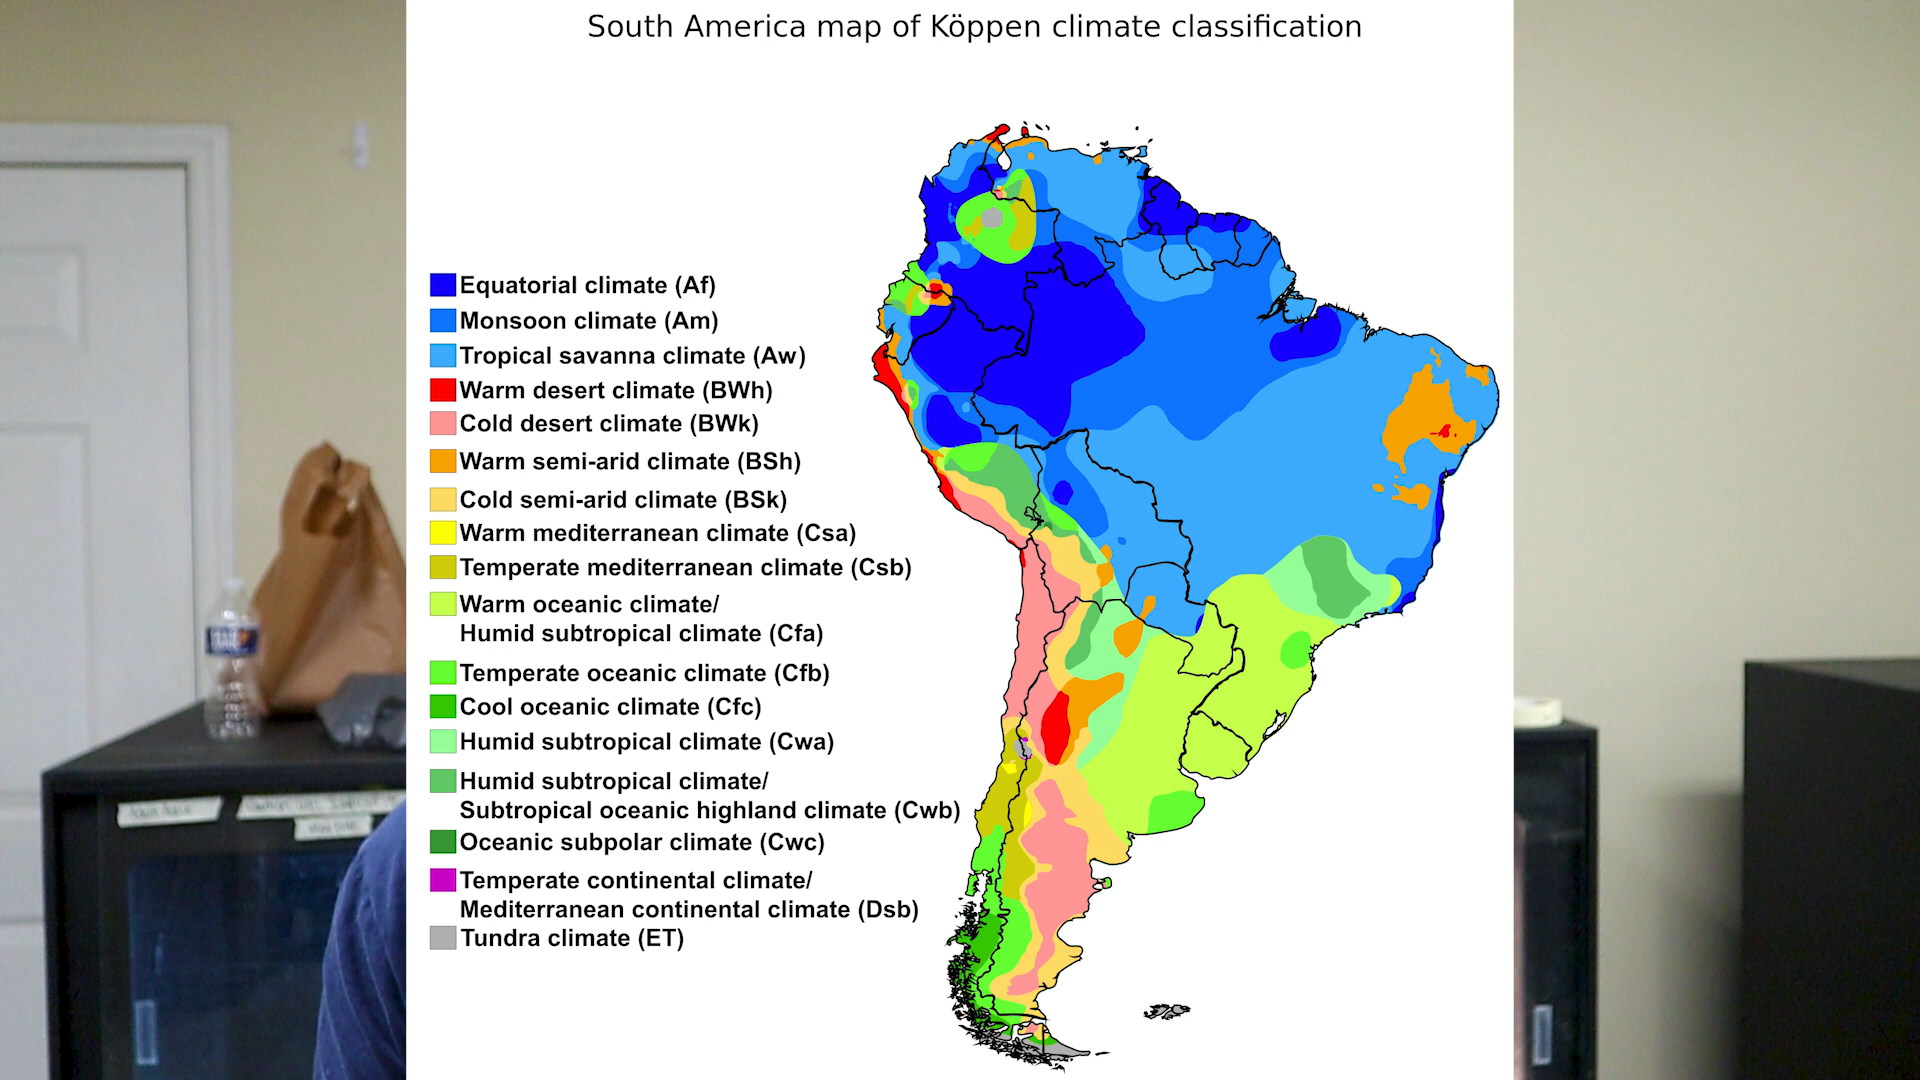 South America map of Köppen climate classification
Equatorial climate (Af)
Monsoon climate (Am)
Tropical savanna climate (Aw)
Warm desert climate (BWh)
Cold desert climate (BWk)
Warm semi-arid climate (BSh)
Cold semi-arid climate (BSk)
Warm mediterranean climate (Csa)
Temperate mediterranean climate (Csb)
Warm oceanic climate/
Humid subtropical climate (Cfa)
Temperate oceanic climate (Cfb)
Cool oceanic climate (Cfc)
Humid subtropical climate (Cwa)
Humid subtropical climate/
Subtropical oceanic highland climate (Cwb)
Oceanic subpolar climate (Cwc)
Temperate continental climate/
Mediterranean continental climate (Dsb)
Tundra climate (ET)